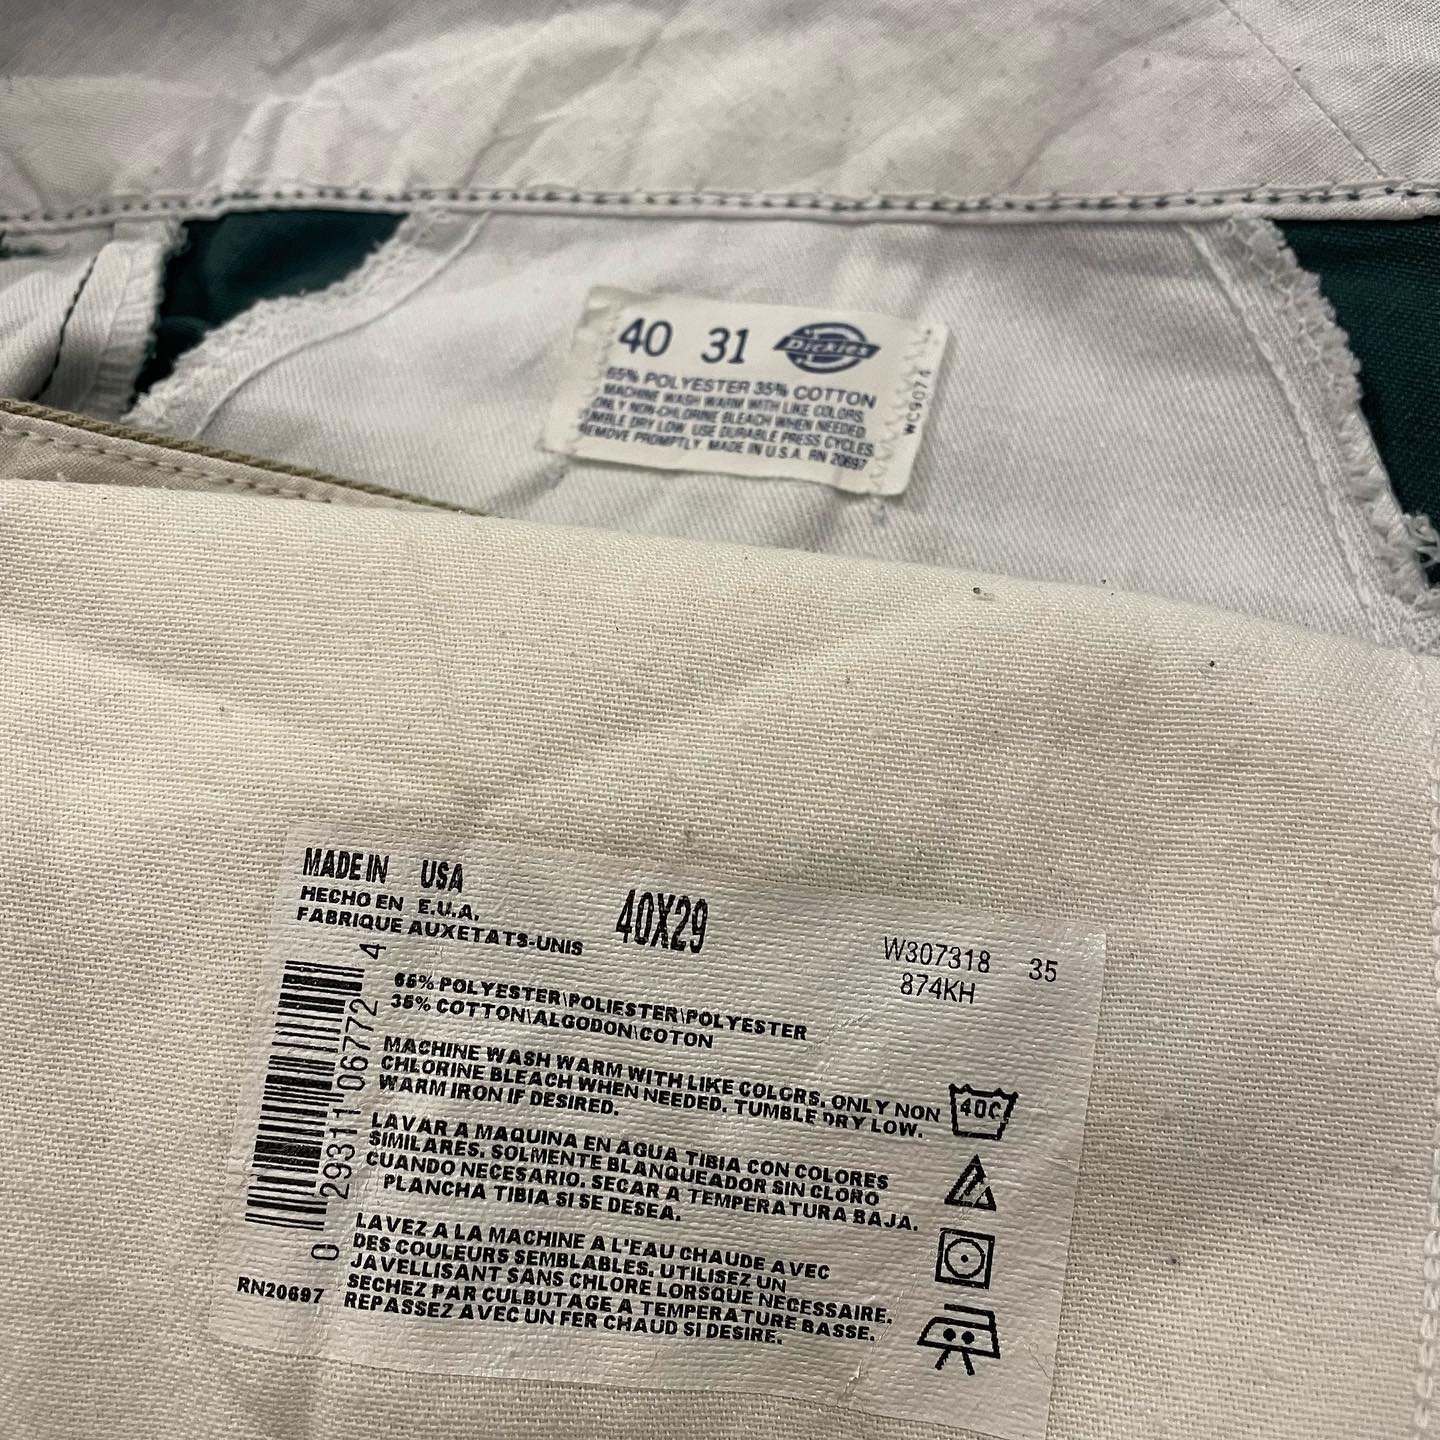 40 31 Dickies
65% POLYESTER 35% COTTON
MACHINE WASH WARM WITH LIKE COLORS.
ONLY NON-CHLORINE BLEACH WHEN NEEDED.
TUMBLE DRY LOW. USE DURABLE PRESS CYCLES.
REMOVE PROMPTLY. MADE IN U.S.A. RN 20697
WC9074
MADE IN USA
HECHO EN E.U.A.
FABRIQUE AUXETATS-UNIS
40X29
W307318 35
874KH
65% POLYESTER\POLIESTER\POLYESTER
35% COTTON\ALGODON\COTON
MACHINE WASH WARM WITH LIKE COLORS. ONLY NON
CHLORINE BLEACH WHEN NEEDED. TUMBLE DRY LOW.
WARM IRON IF DESIRED.
40C
LAVAR A MAQUINA EN AGUA TIBIA CON COLORES
SIMILARES. SOLMENTE BLANQUEADOR SIN CLORO
CUANDO NECESARIO. SECAR A TEMPERATURA BAJA.
PLANCHA TIBIA SI SE DESEA.
LAVEZ A LA MACHINE A L'EAU CHAUDE AVEC
DES COULEURS SEMBLABLES. UTILISEZ UN
JAVELLISANT SANS CHLORE LORSQUE NECESSAIRE.
SECHEZ PAR CULBUTAGE A TEMPERATURE BASSE.
REPASSEZ AVEC UN FER CHAUD SI DESIRE.
0 29311 06772 4
RN20697